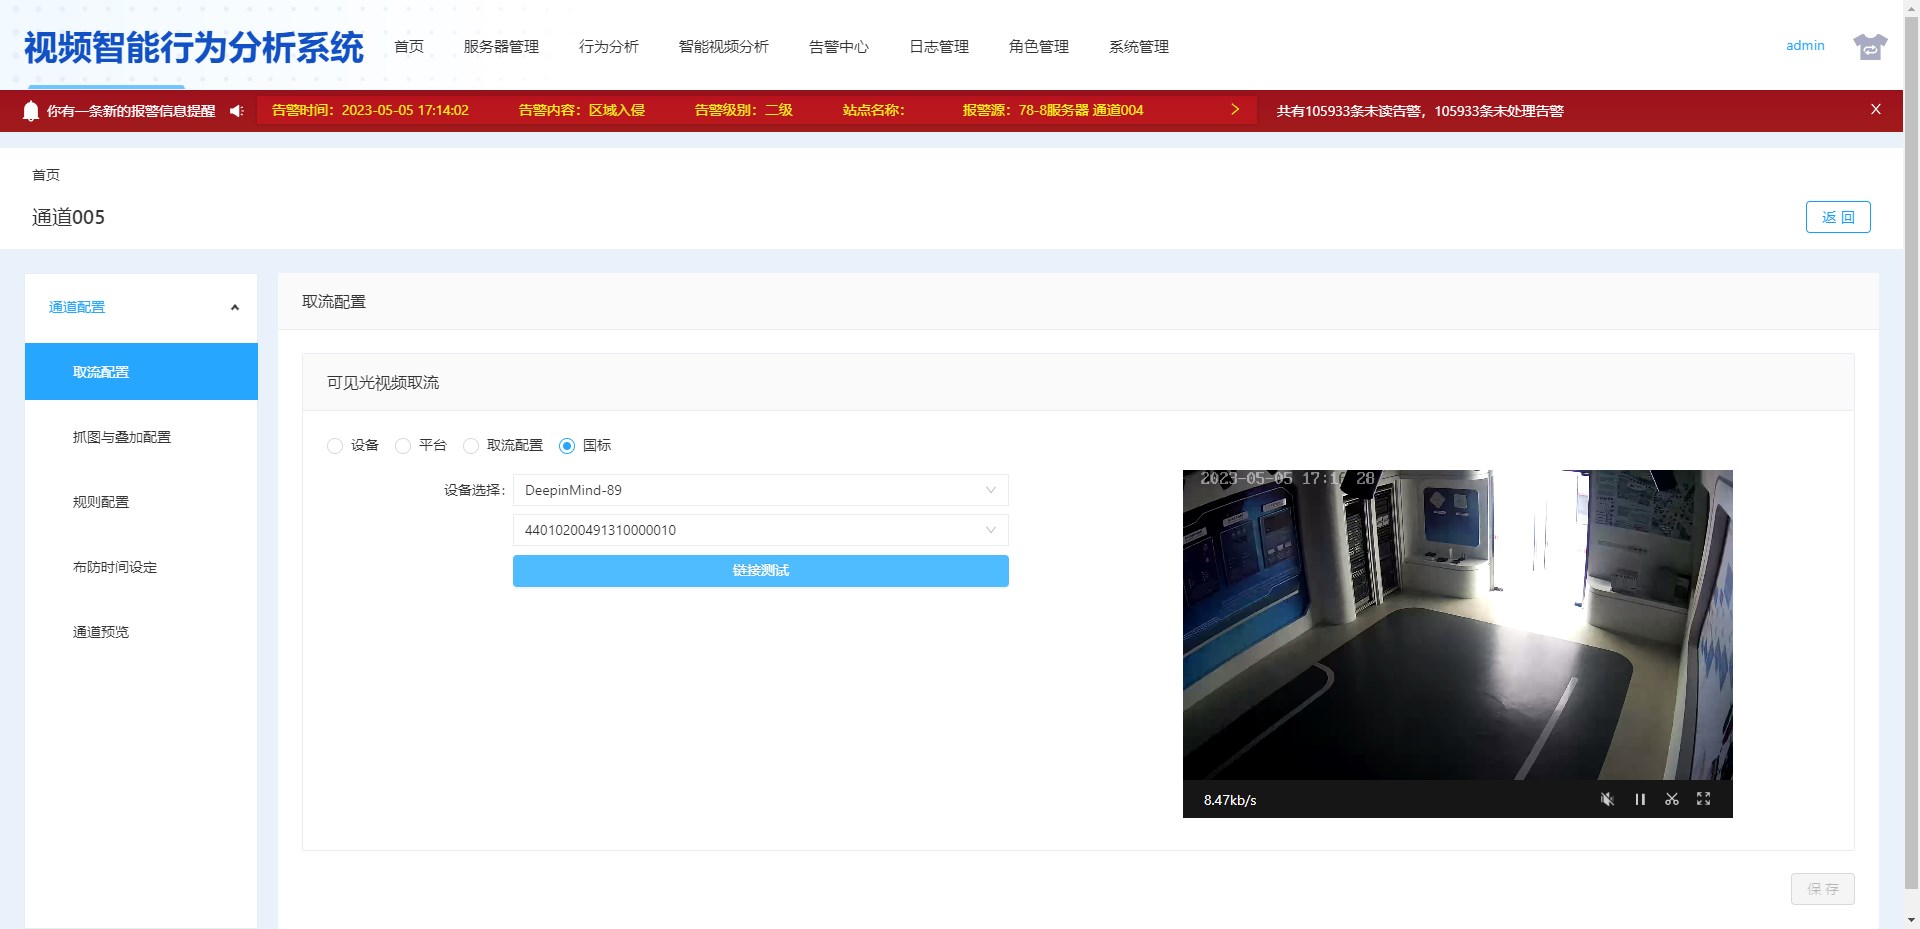 视频智能行为分析系统 首页 服务器管理 行为分析 智能视频分析 告警中心 日志管理 角色管理 系统管理 admin
你有一条新的报警信息提醒 告警时间：2023-05-05 17:14:02 告警内容：区域入侵 告警级别：二级 站点名称： 报警源：78-8服务器 通道004 共有105933条未读告警，105933条未处理告警 X
首页
通道005
返 回
通道配置
取流配置
抓图与叠加配置
规则配置
布防时间设定
通道预览
取流配置
可见光视频取流
设备 平台 取流配置 国标
设备选择： DeepinMind-89
44010200491310000010
链接测试
2023-05-05 17:16 28
8.47kb/s
保 存